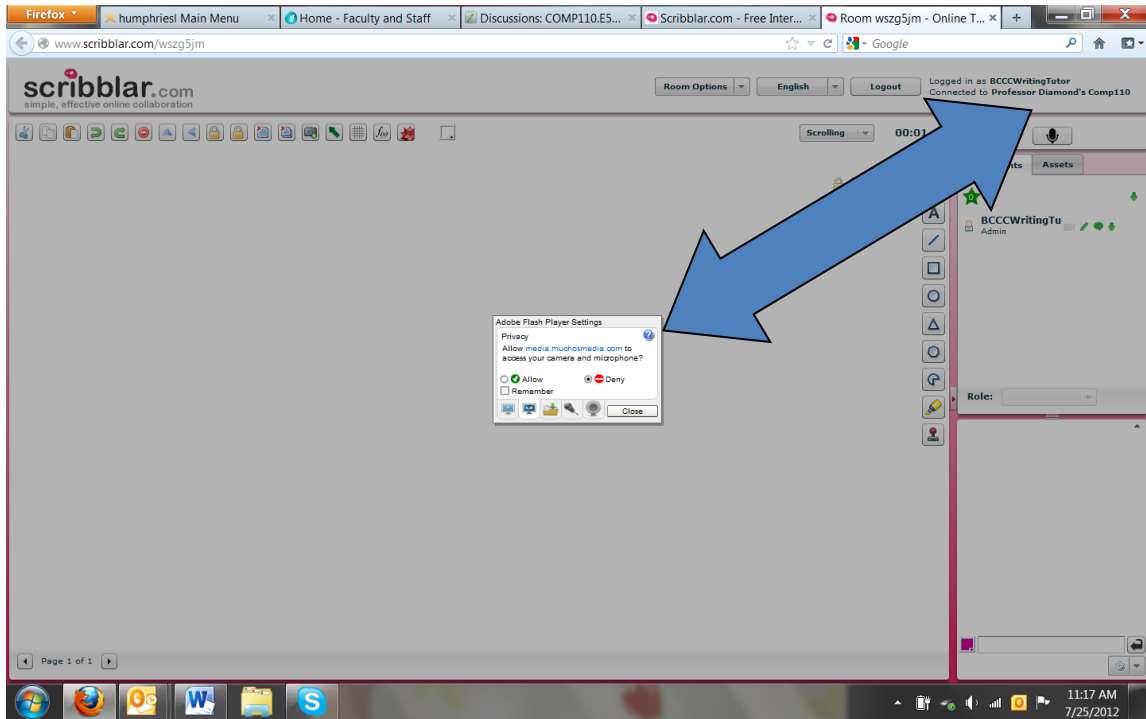 Firefox
humphriesl Main Menu
Home - Faculty and Staff
Discussions: COMP110.E5...
Scribblar.com - Free Inter...
Room wszg5jm - Online T...
www.scribblar.com/wszg5jm
Google
scribblar.com
simple, effective online collaboration
Room Options
English
Logout
Logged in as BCCCWritingTutor
Connected to Professor Diamond's Comp110
Scrolling
00:01
Assets
0
A
BCCCWritingTu
Admin
Adobe Flash Player Settings
Privacy
Allow media.muchosmedia.com to
access your camera and microphone?
Allow
Deny
Remember
Close
Role:
Page 1 of 1
11:17 AM
7/25/2012